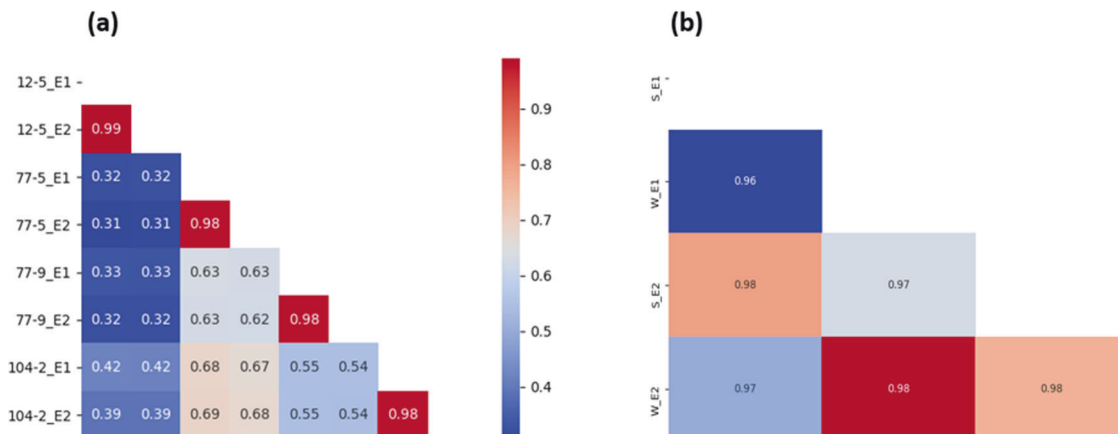 (a)
12-5_E1
12-5_E2 0.99
77-5_E1 0.32 0.32
77-5_E2 0.31 0.31 0.98
77-9_E1 0.33 0.33 0.63 0.63
77-9_E2 0.32 0.32 0.63 0.62 0.98
104-2_E1 0.42 0.42 0.68 0.67 0.55 0.54
104-2_E2 0.39 0.39 0.69 0.68 0.55 0.54 0.98
0.9
0.8
0.7
0.6
0.5
0.4
(b)
S_E1
W_E1 0.96
S_E2 0.98 0.97
W_E2 0.97 0.98 0.98